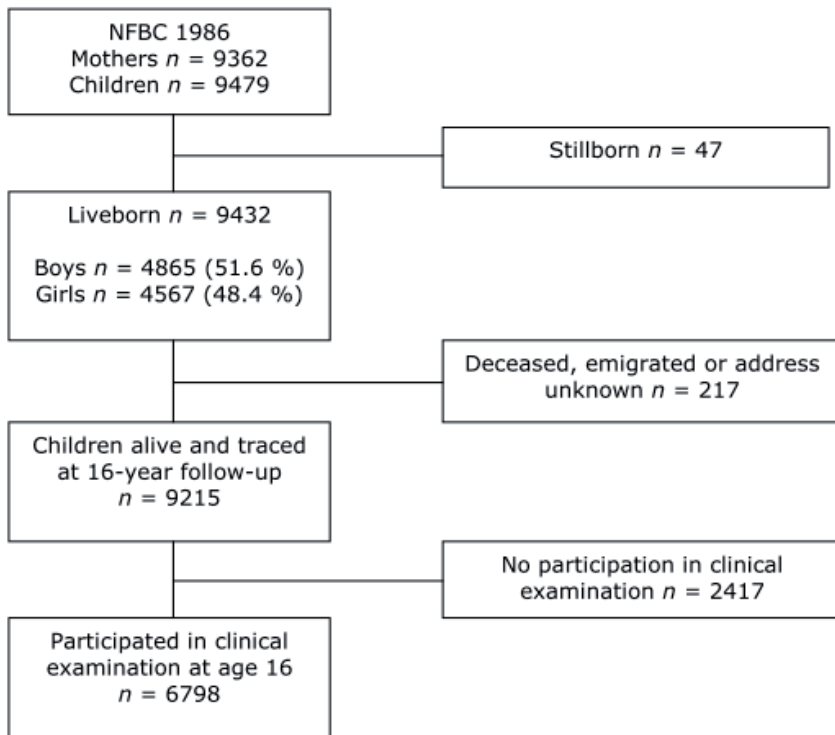 NFBC 1986
Mothers n = 9362
Children n = 9479
Stillborn n = 47
Liveborn n = 9432
Boys n = 4865 (51.6 %)
Girls n = 4567 (48.4 %)
Deceased, emigrated or address
unknown n = 217
Children alive and traced
at 16-year follow-up
n = 9215
No participation in clinical
examination n = 2417
Participated in clinical
examination at age 16
n = 6798